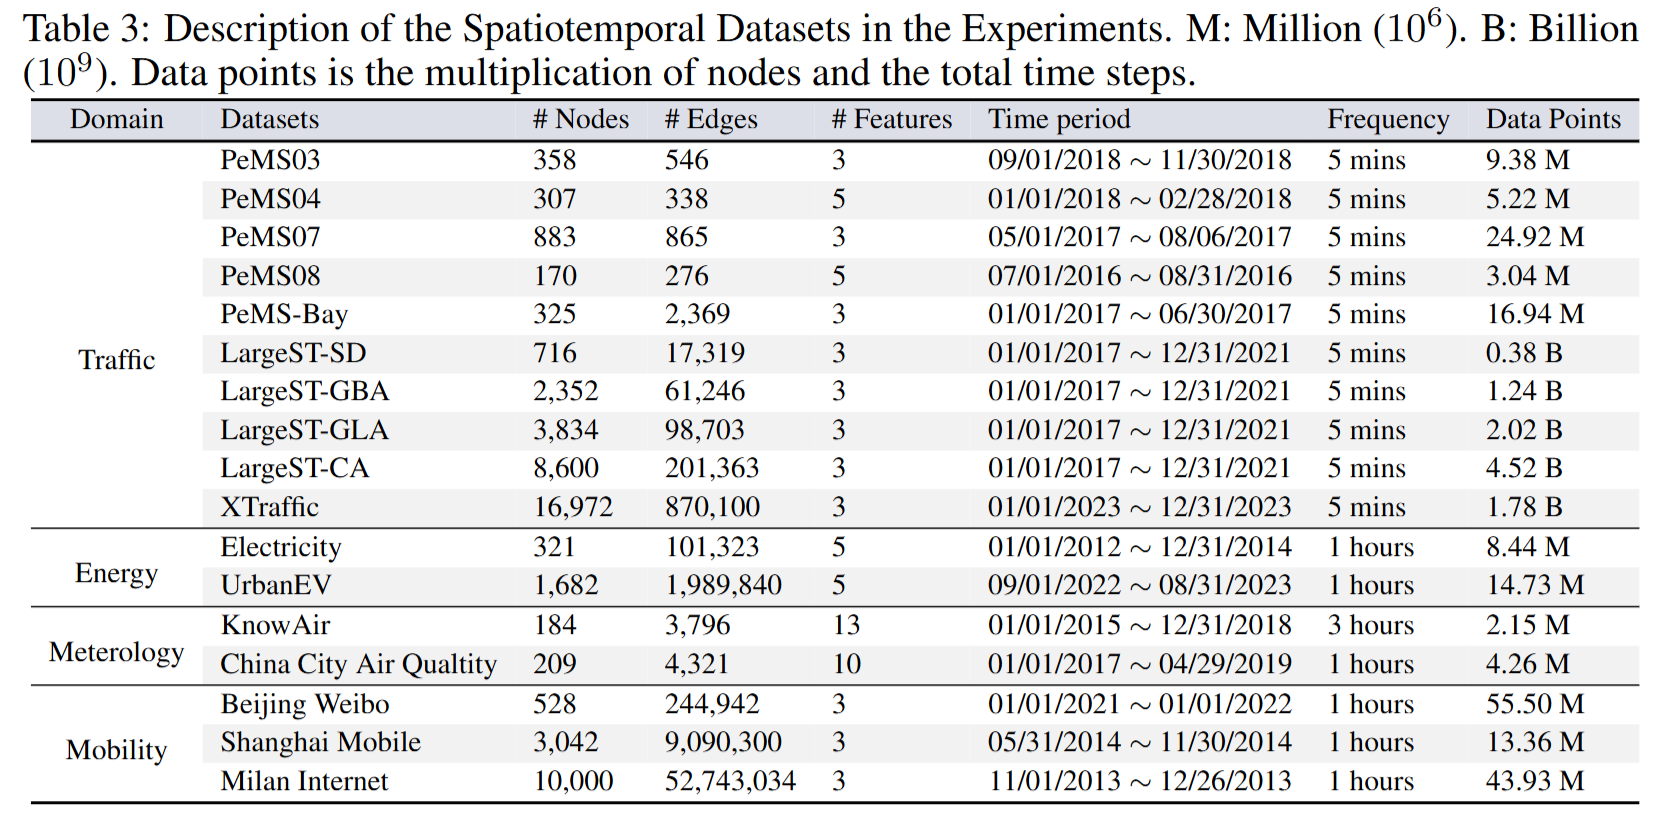 Table 3: Description of the Spatiotemporal Datasets in the Experiments. M: Million (10⁶). B: Billion
(10⁹). Data points is the multiplication of nodes and the total time steps.
Domain Datasets # Nodes # Edges # Features Time period Frequency Data Points
PeMS03 358 546 3 09/01/2018 ∼ 11/30/2018 5 mins 9.38 M
PeMS04 307 338 5 01/01/2018 ∼ 02/28/2018 5 mins 5.22 M
PeMS07 883 865 3 05/01/2017 ∼ 08/06/2017 5 mins 24.92 M
PeMS08 170 276 5 07/01/2016 ∼ 08/31/2016 5 mins 3.04 M
PeMS-Bay 325 2,369 3 01/01/2017 ∼ 06/30/2017 5 mins 16.94 M
Traffic LargeST-SD 716 17,319 3 01/01/2017 ∼ 12/31/2021 5 mins 0.38 B
LargeST-GBA 2,352 61,246 3 01/01/2017 ∼ 12/31/2021 5 mins 1.24 B
LargeST-GLA 3,834 98,703 3 01/01/2017 ∼ 12/31/2021 5 mins 2.02 B
LargeST-CA 8,600 201,363 3 01/01/2017 ∼ 12/31/2021 5 mins 4.52 B
XTraffic 16,972 870,100 3 01/01/2023 ∼ 12/31/2023 5 mins 1.78 B
Energy Electricity 321 101,323 5 01/01/2012 ∼ 12/31/2014 1 hours 8.44 M
UrbanEV 1,682 1,989,840 5 09/01/2022 ∼ 08/31/2023 1 hours 14.73 M
Meterology KnowAir 184 3,796 13 01/01/2015 ∼ 12/31/2018 3 hours 2.15 M
China City Air Qualtity 209 4,321 10 01/01/2017 ∼ 04/29/2019 1 hours 4.26 M
Beijing Weibo 528 244,942 3 01/01/2021 ∼ 01/01/2022 1 hours 55.50 M
Mobility Shanghai Mobile 3,042 9,090,300 3 05/31/2014 ∼ 11/30/2014 1 hours 13.36 M
Milan Internet 10,000 52,743,034 3 11/01/2013 ∼ 12/26/2013 1 hours 43.93 M